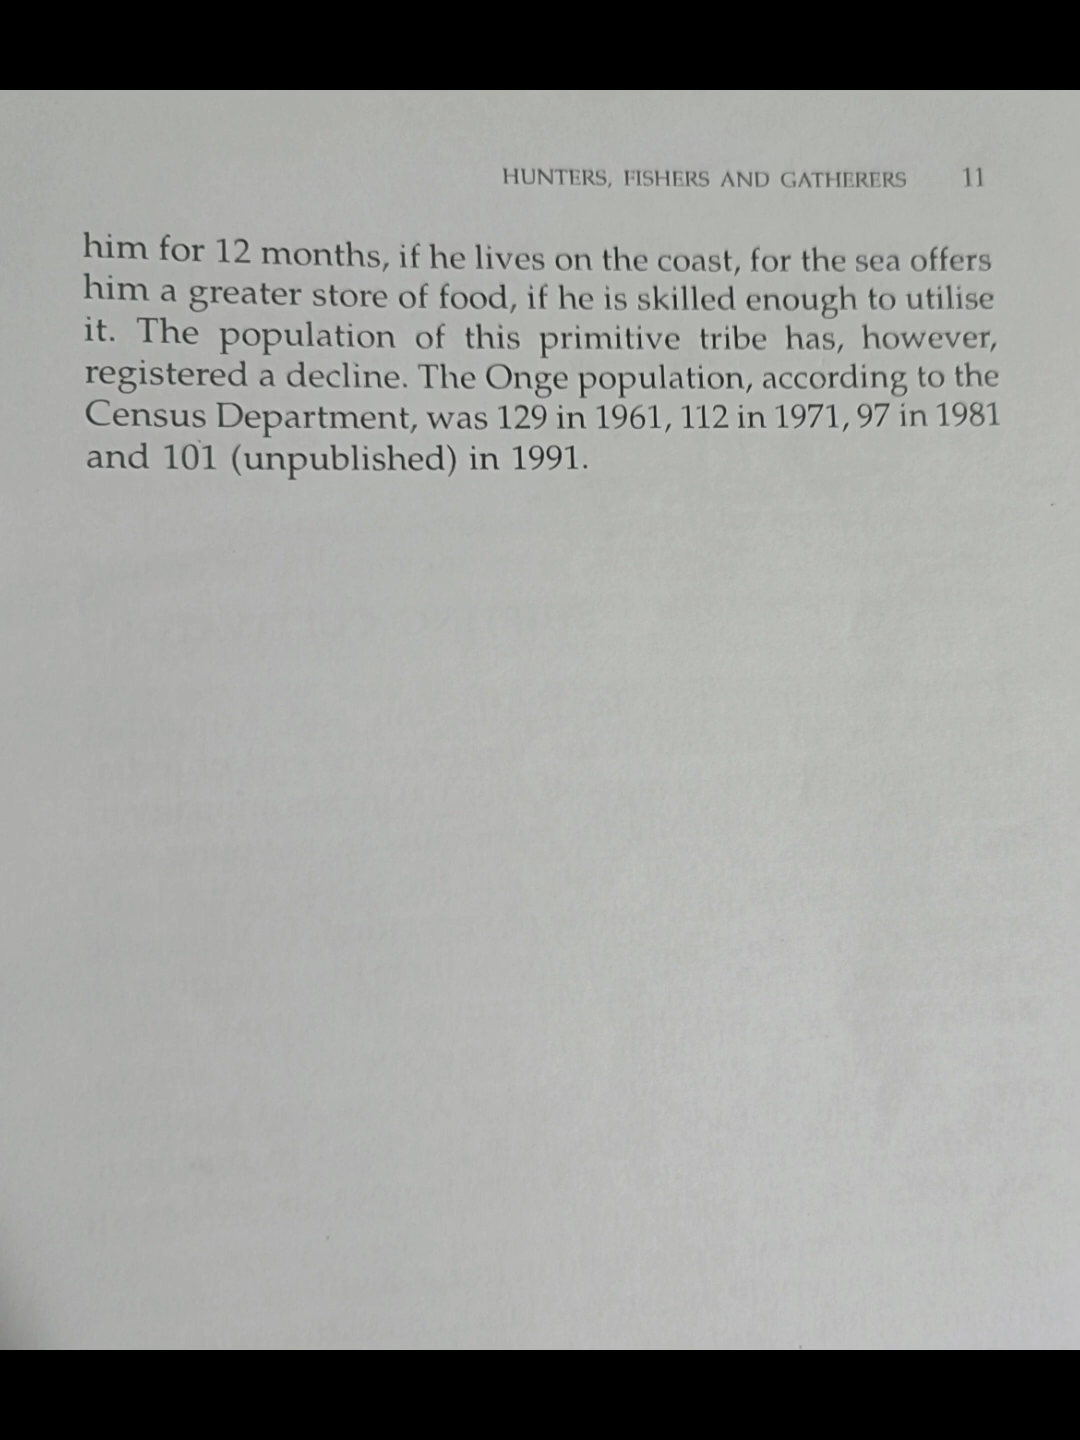 HUNTERS, FISHERS AND GATHERERS 11
him for 12 months, if he lives on the coast, for the sea offers
him a greater store of food, if he is skilled enough to utilise
it. The population of this primitive tribe has, however,
registered a decline. The Onge population, according to the
Census Department, was 129 in 1961, 112 in 1971, 97 in 1981
and 101 (unpublished) in 1991.